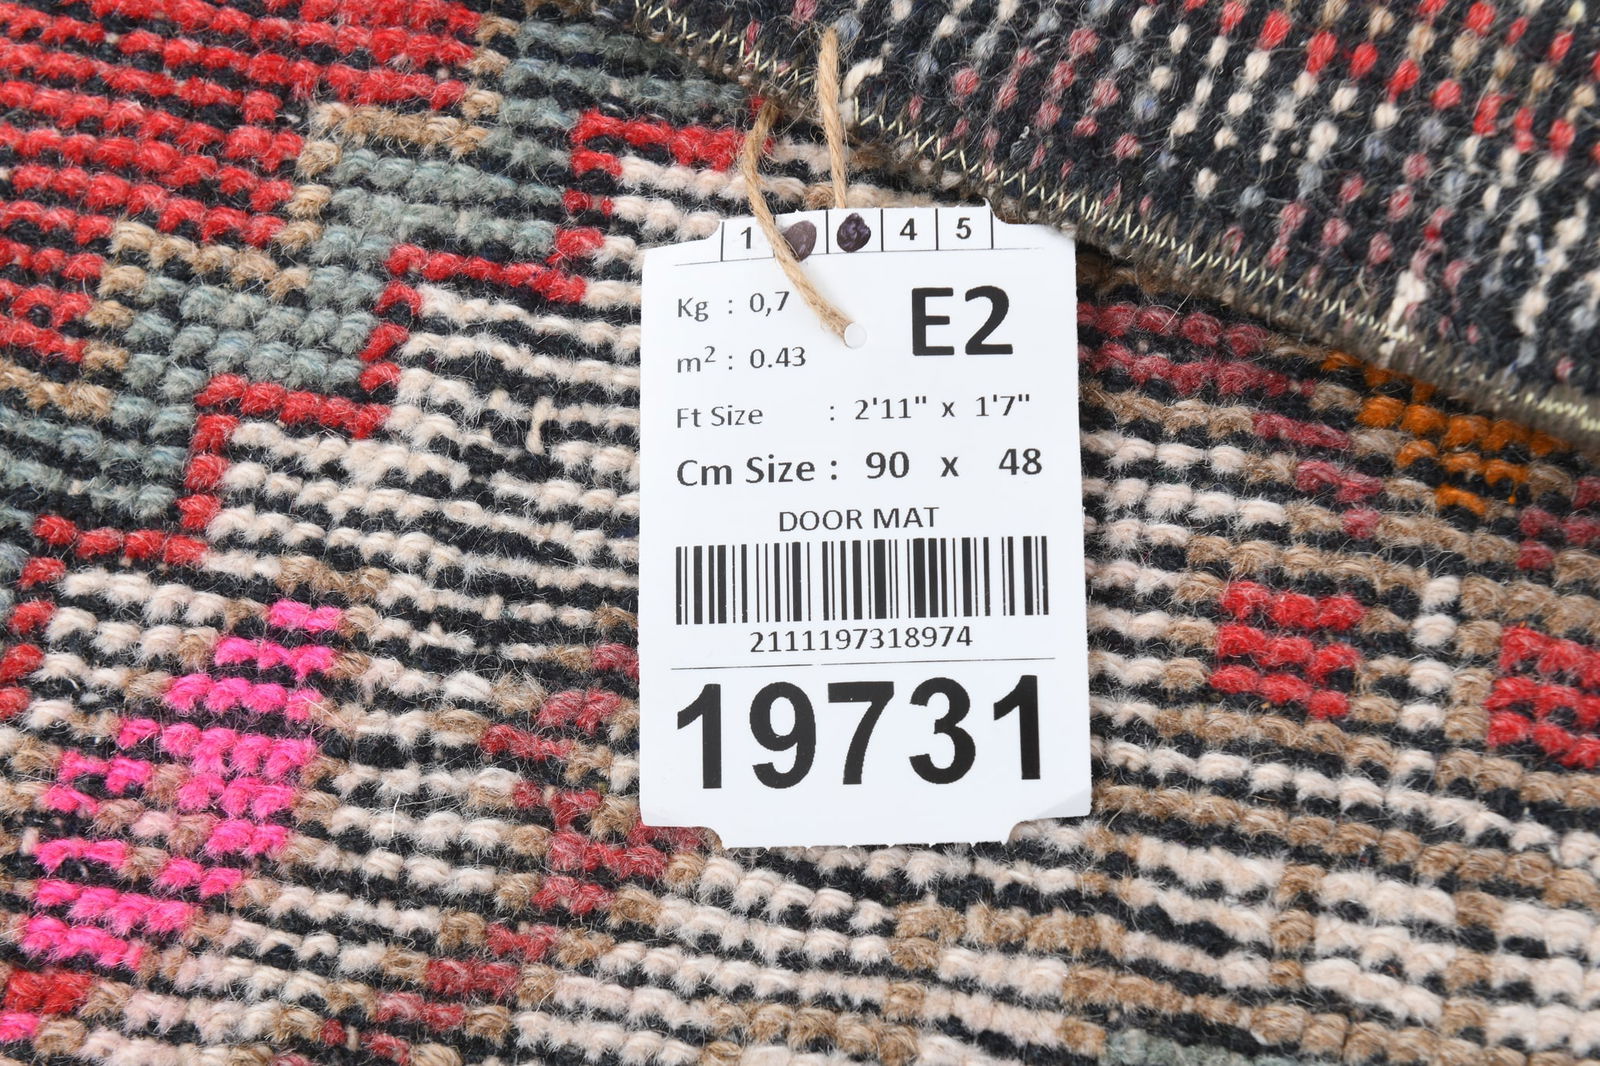 1 4 5
Kg : 0,7
E2
m² : 0.43
Ft Size : 2'11" x 1'7"
Cm Size : 90 x 48
DOOR MAT
2111197318974
19731